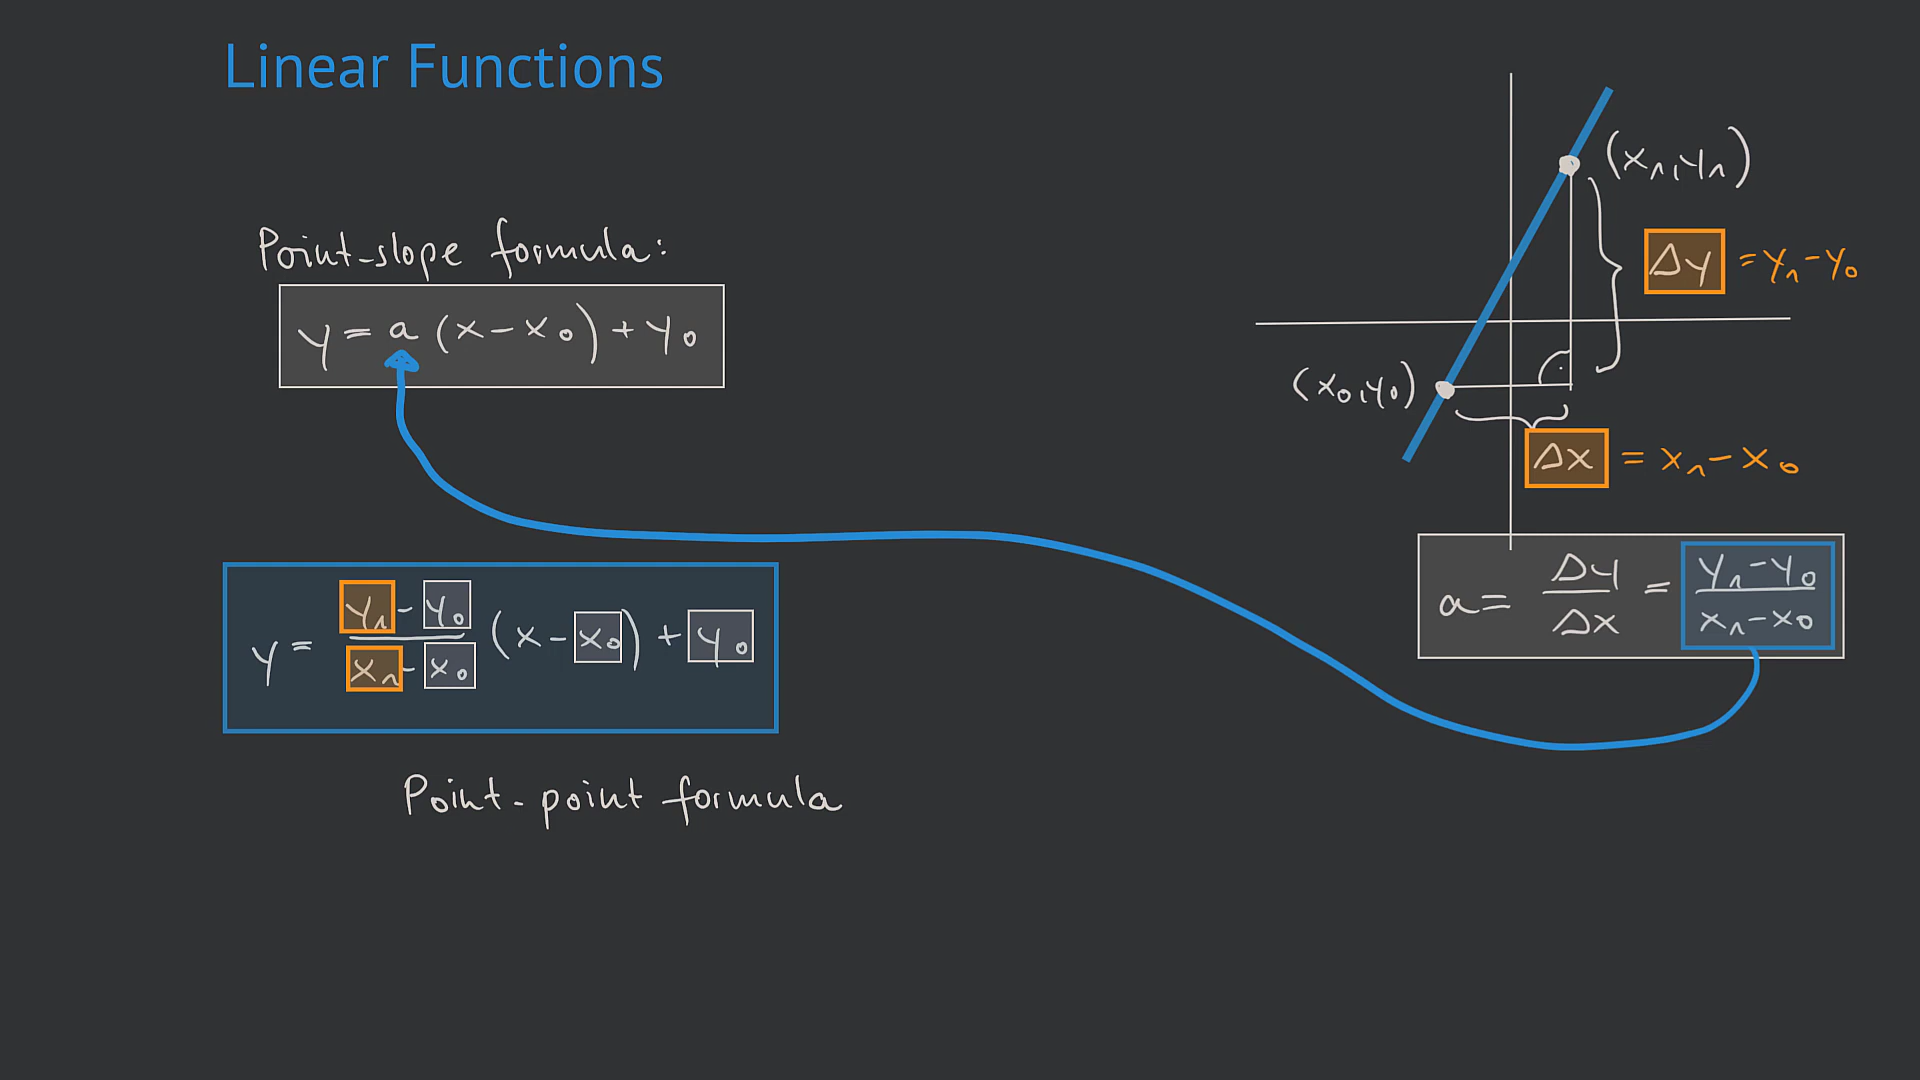 Linear Functions
Point-slope formula:
y = a (x - x₀) + y₀
(x₁, y₁)
Δy = y₁ - y₀
(x₀, y₀)
Δx = x₁ - x₀
a = Δy/Δx = (y₁ - y₀)/(x₁ - x₀)
y = (y₁ - y₀)/(x₁ - x₀) (x - x₀) + y₀
Point-point formula